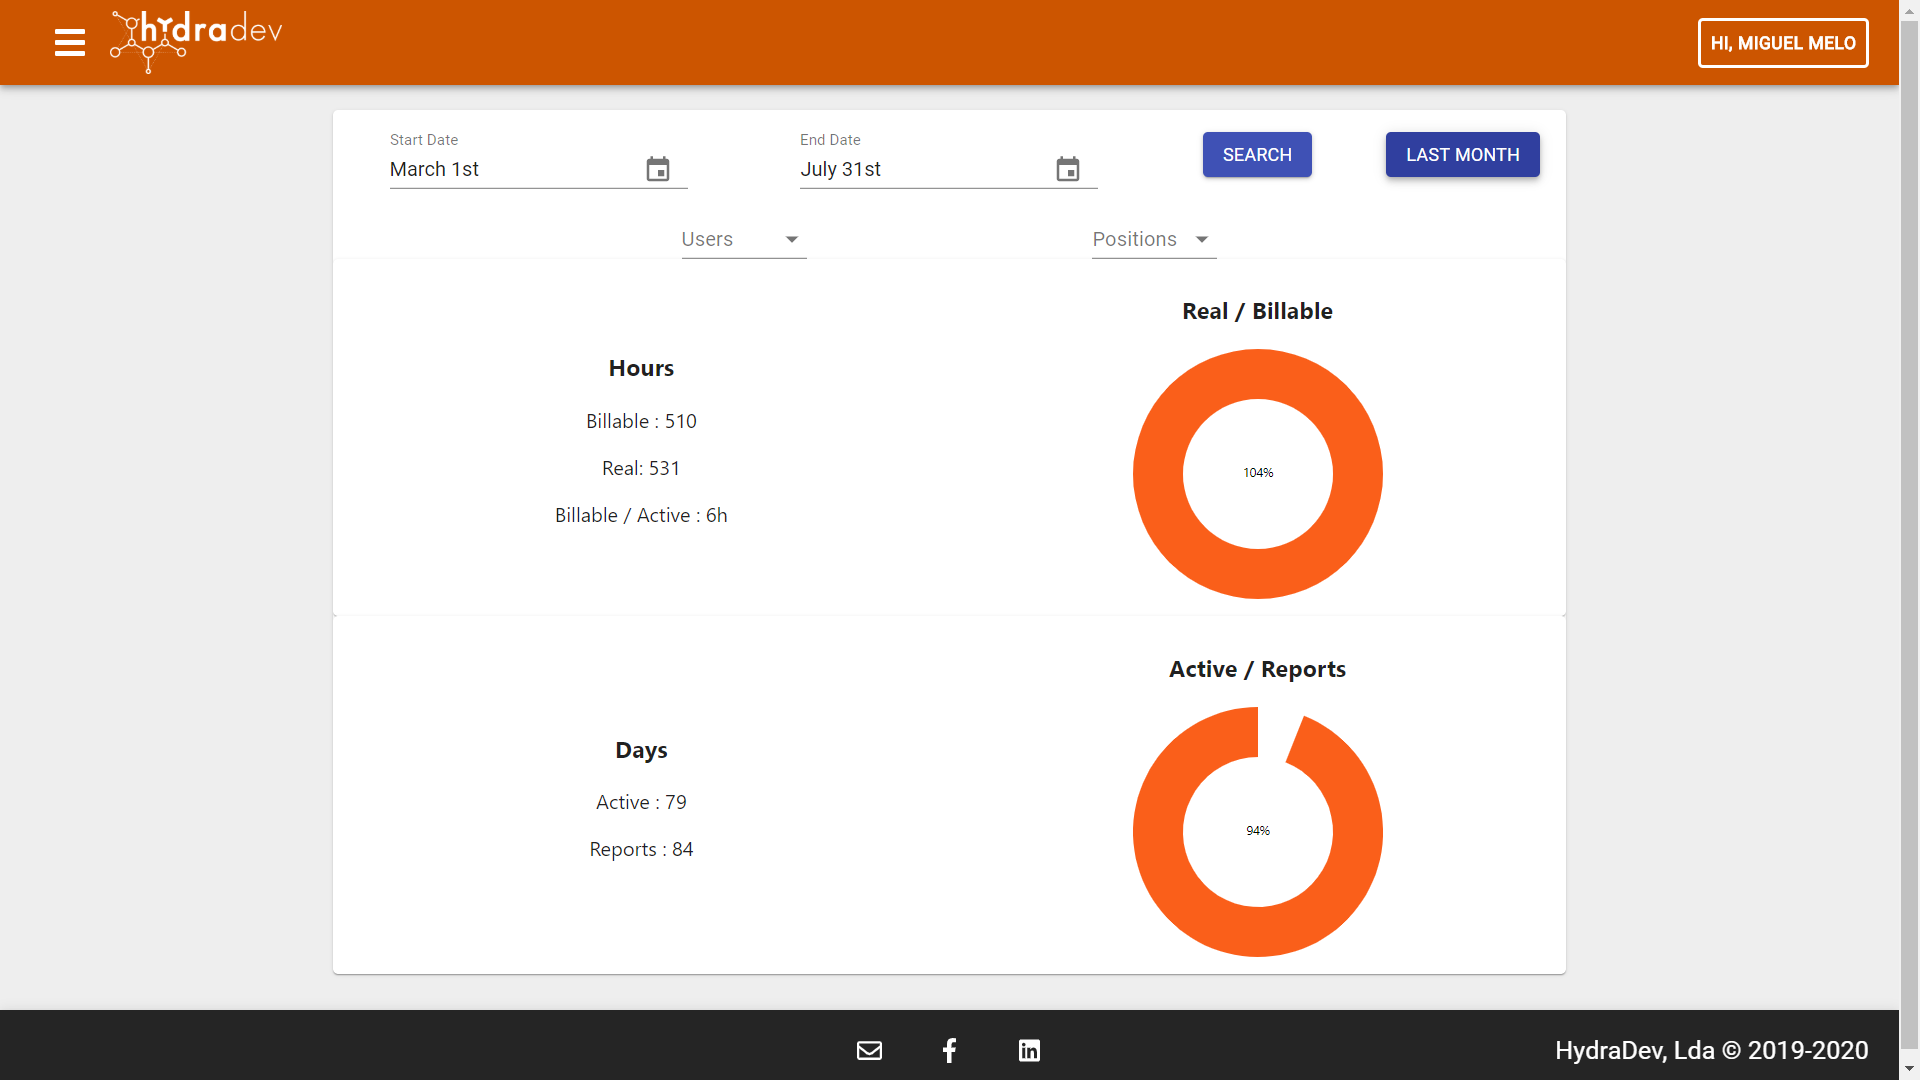 hydradev
HI, MIGUEL MELO
Start Date
March 1st
End Date
July 31st
SEARCH
LAST MONTH
Users
Positions
Hours
Billable : 510
Real: 531
Billable / Active : 6h
Real / Billable
104%
Days
Active : 79
Reports : 84
Active / Reports
94%
HydraDev, Lda © 2019-2020